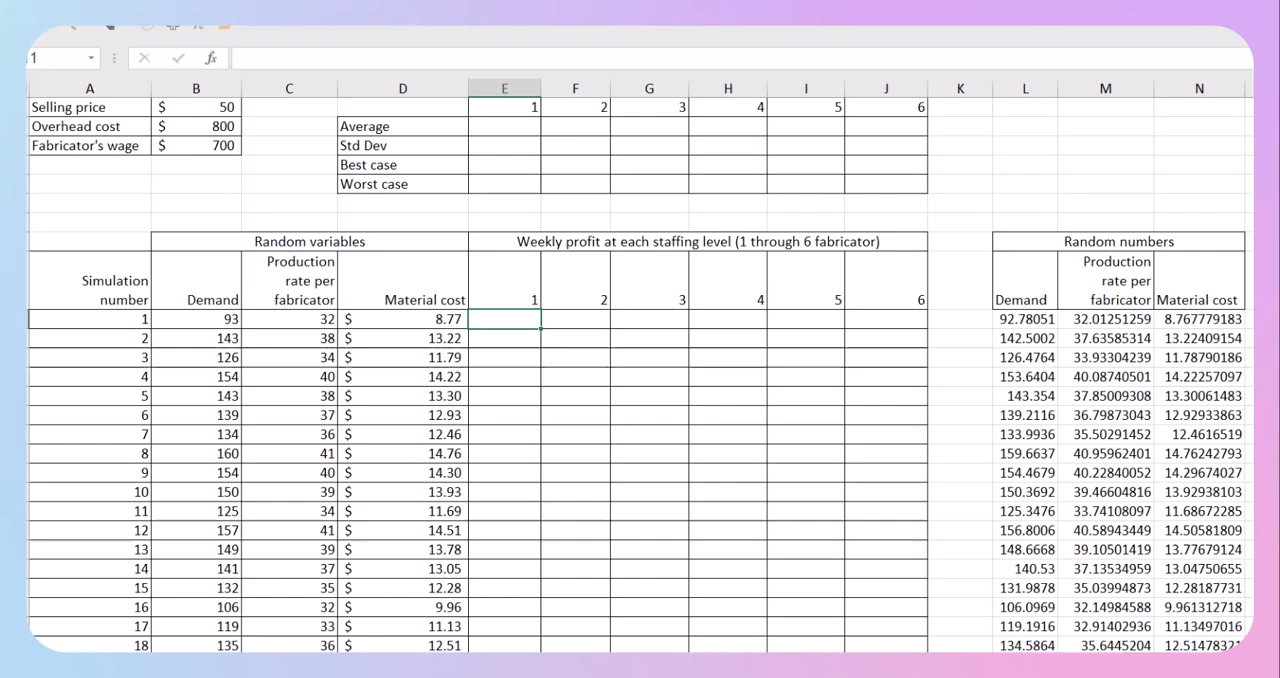 1
fx
A B C D E F G H I J K L M N
Selling price $ 50 1 2 3 4 5 6
Overhead cost $ 800 Average
Fabricator's wage $ 700 Std Dev
Best case
Worst case
Random variables Weekly profit at each staffing level (1 through 6 fabricator) Random numbers
Production Production
Simulation rate per rate per
number Demand fabricator Material cost 1 2 3 4 5 6 Demand fabricator Material cost
1 93 32 $ 8.77 92.78051 32.01251259 8.767779183
2 143 38 $ 13.22 142.5002 37.63585314 13.22409154
3 126 34 $ 11.79 126.4764 33.93304239 11.78790186
4 154 40 $ 14.22 153.6404 40.08740501 14.22257097
5 143 38 $ 13.30 143.354 37.85009308 13.30061483
6 139 37 $ 12.93 139.2116 36.79873043 12.92933863
7 134 36 $ 12.46 133.9936 35.50291452 12.4616519
8 160 41 $ 14.76 159.6637 40.95962401 14.76242793
9 154 40 $ 14.30 154.4679 40.22840052 14.29674027
10 150 39 $ 13.93 150.3692 39.46604816 13.92938103
11 125 34 $ 11.69 125.3476 33.74108097 11.68672285
12 157 41 $ 14.51 156.8006 40.58943449 14.50581809
13 149 39 $ 13.78 148.6668 39.10501419 13.77679124
14 141 37 $ 13.05 140.53 37.13534959 13.04750655
15 132 35 $ 12.28 131.9878 35.03994873 12.28187731
16 106 32 $ 9.96 106.0969 32.14984588 9.961312718
17 119 33 $ 11.13 119.1916 32.91402936 11.13497016
18 135 36 $ 12.51 134.5864 35.6445204 12.51478321